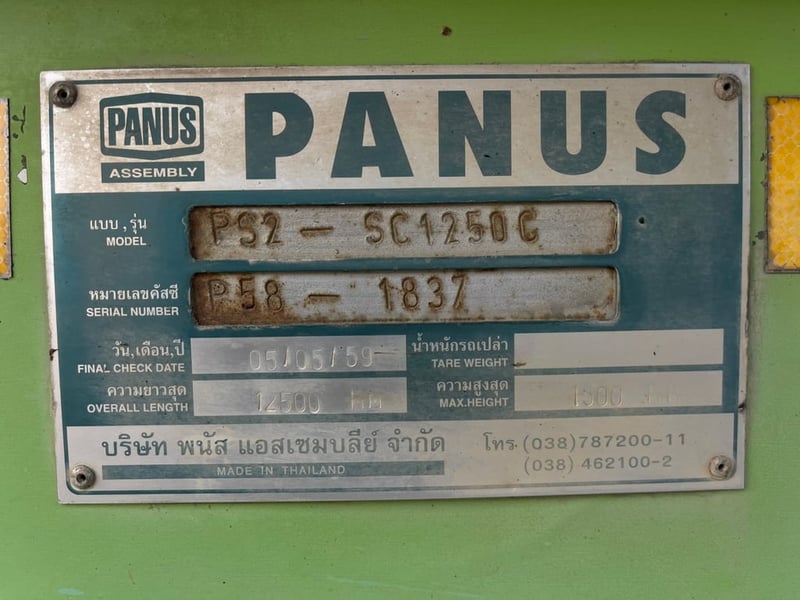 PANUS
ASSEMBLY
PANUS
แบบ,รุ่น
MODEL
PS2 - SC1250C
หมายเลขคัสซี
SERIAL NUMBER
P58 - 1837
วัน,เดือน,ปี
FINAL CHECK DATE
05/05/59
น้ำหนักรถเปล่า
TARE WEIGHT
ความยาวสุด
OVERALL LENGTH
12500 MM
ความสูงสุด
MAX.HEIGHT
1500
บริษัท พนัส แอสเซมบลีย์ จำกัด
MADE IN THAILAND
โทร. (038)787200-11
(038) 462100-2